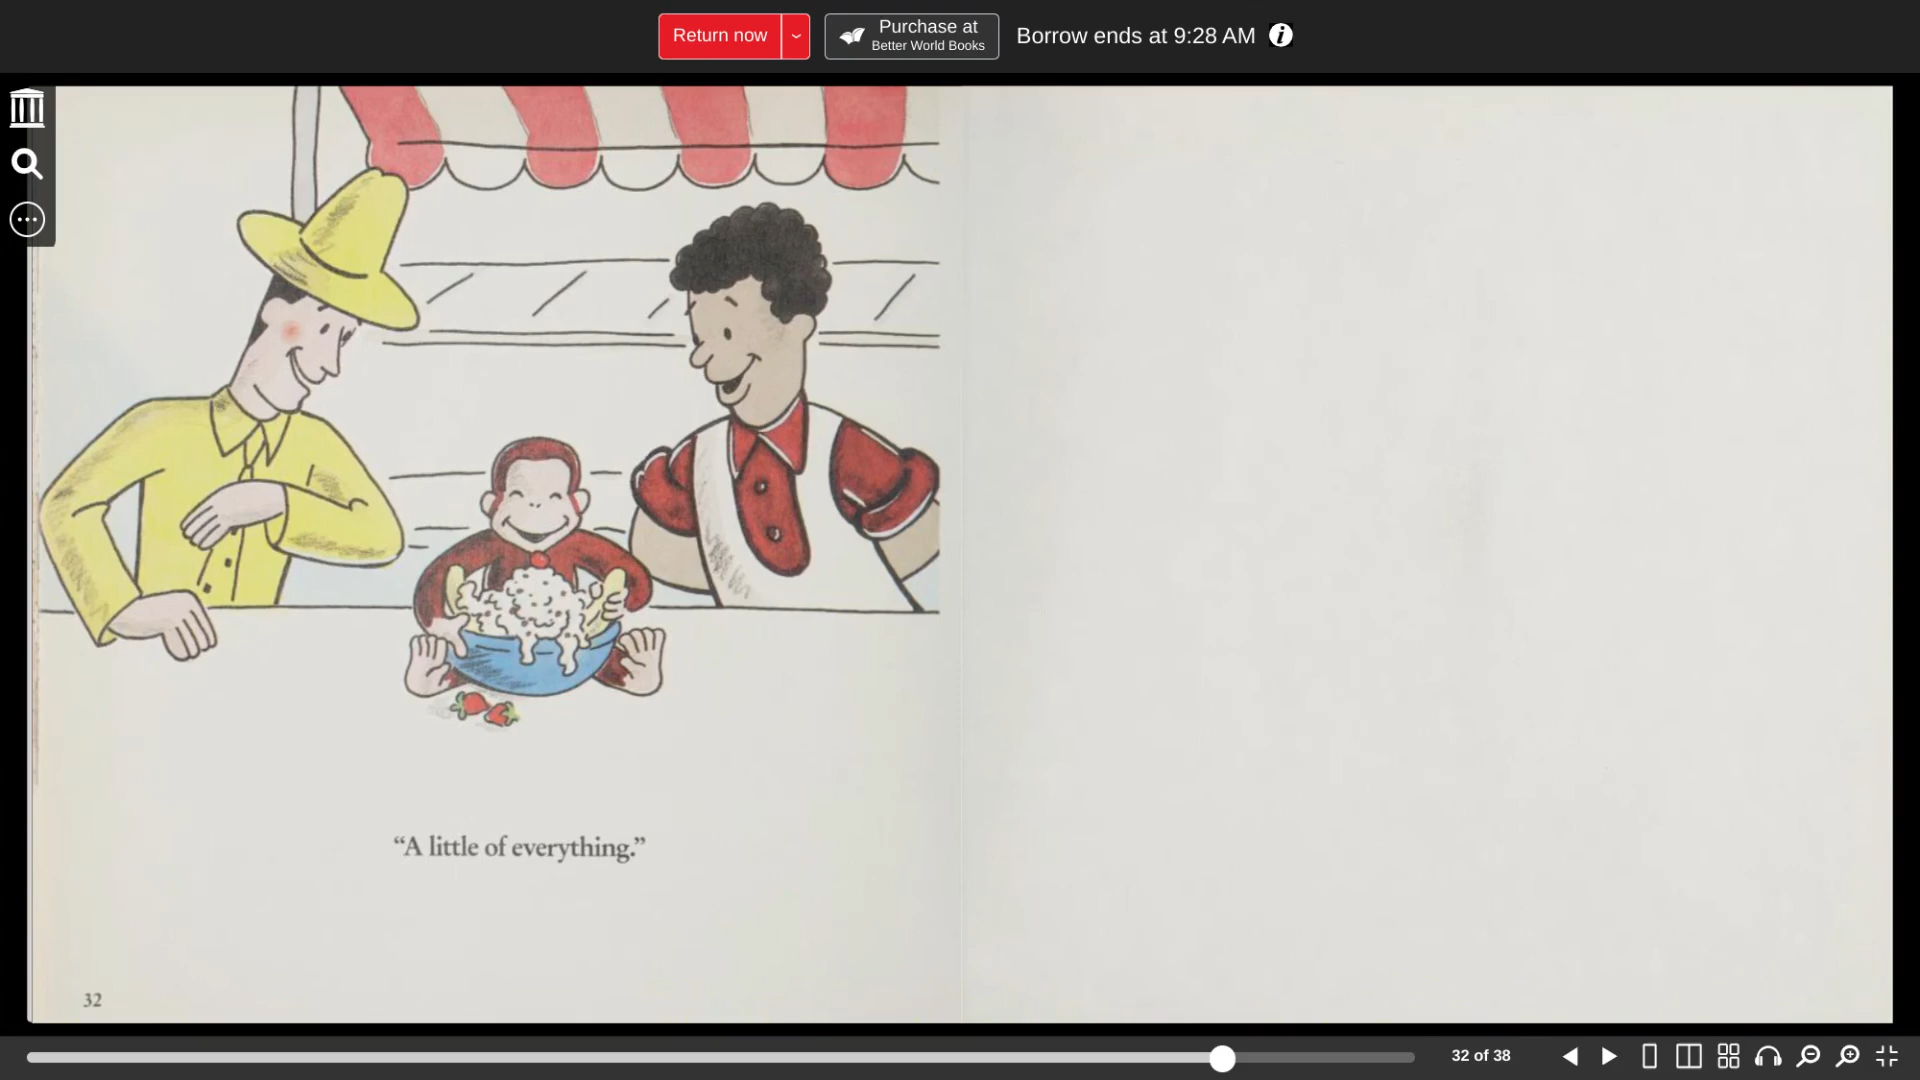 Return now
Purchase at
Better World Books
Borrow ends at 9:28 AM
“A little of everything.”
32
32 of 38